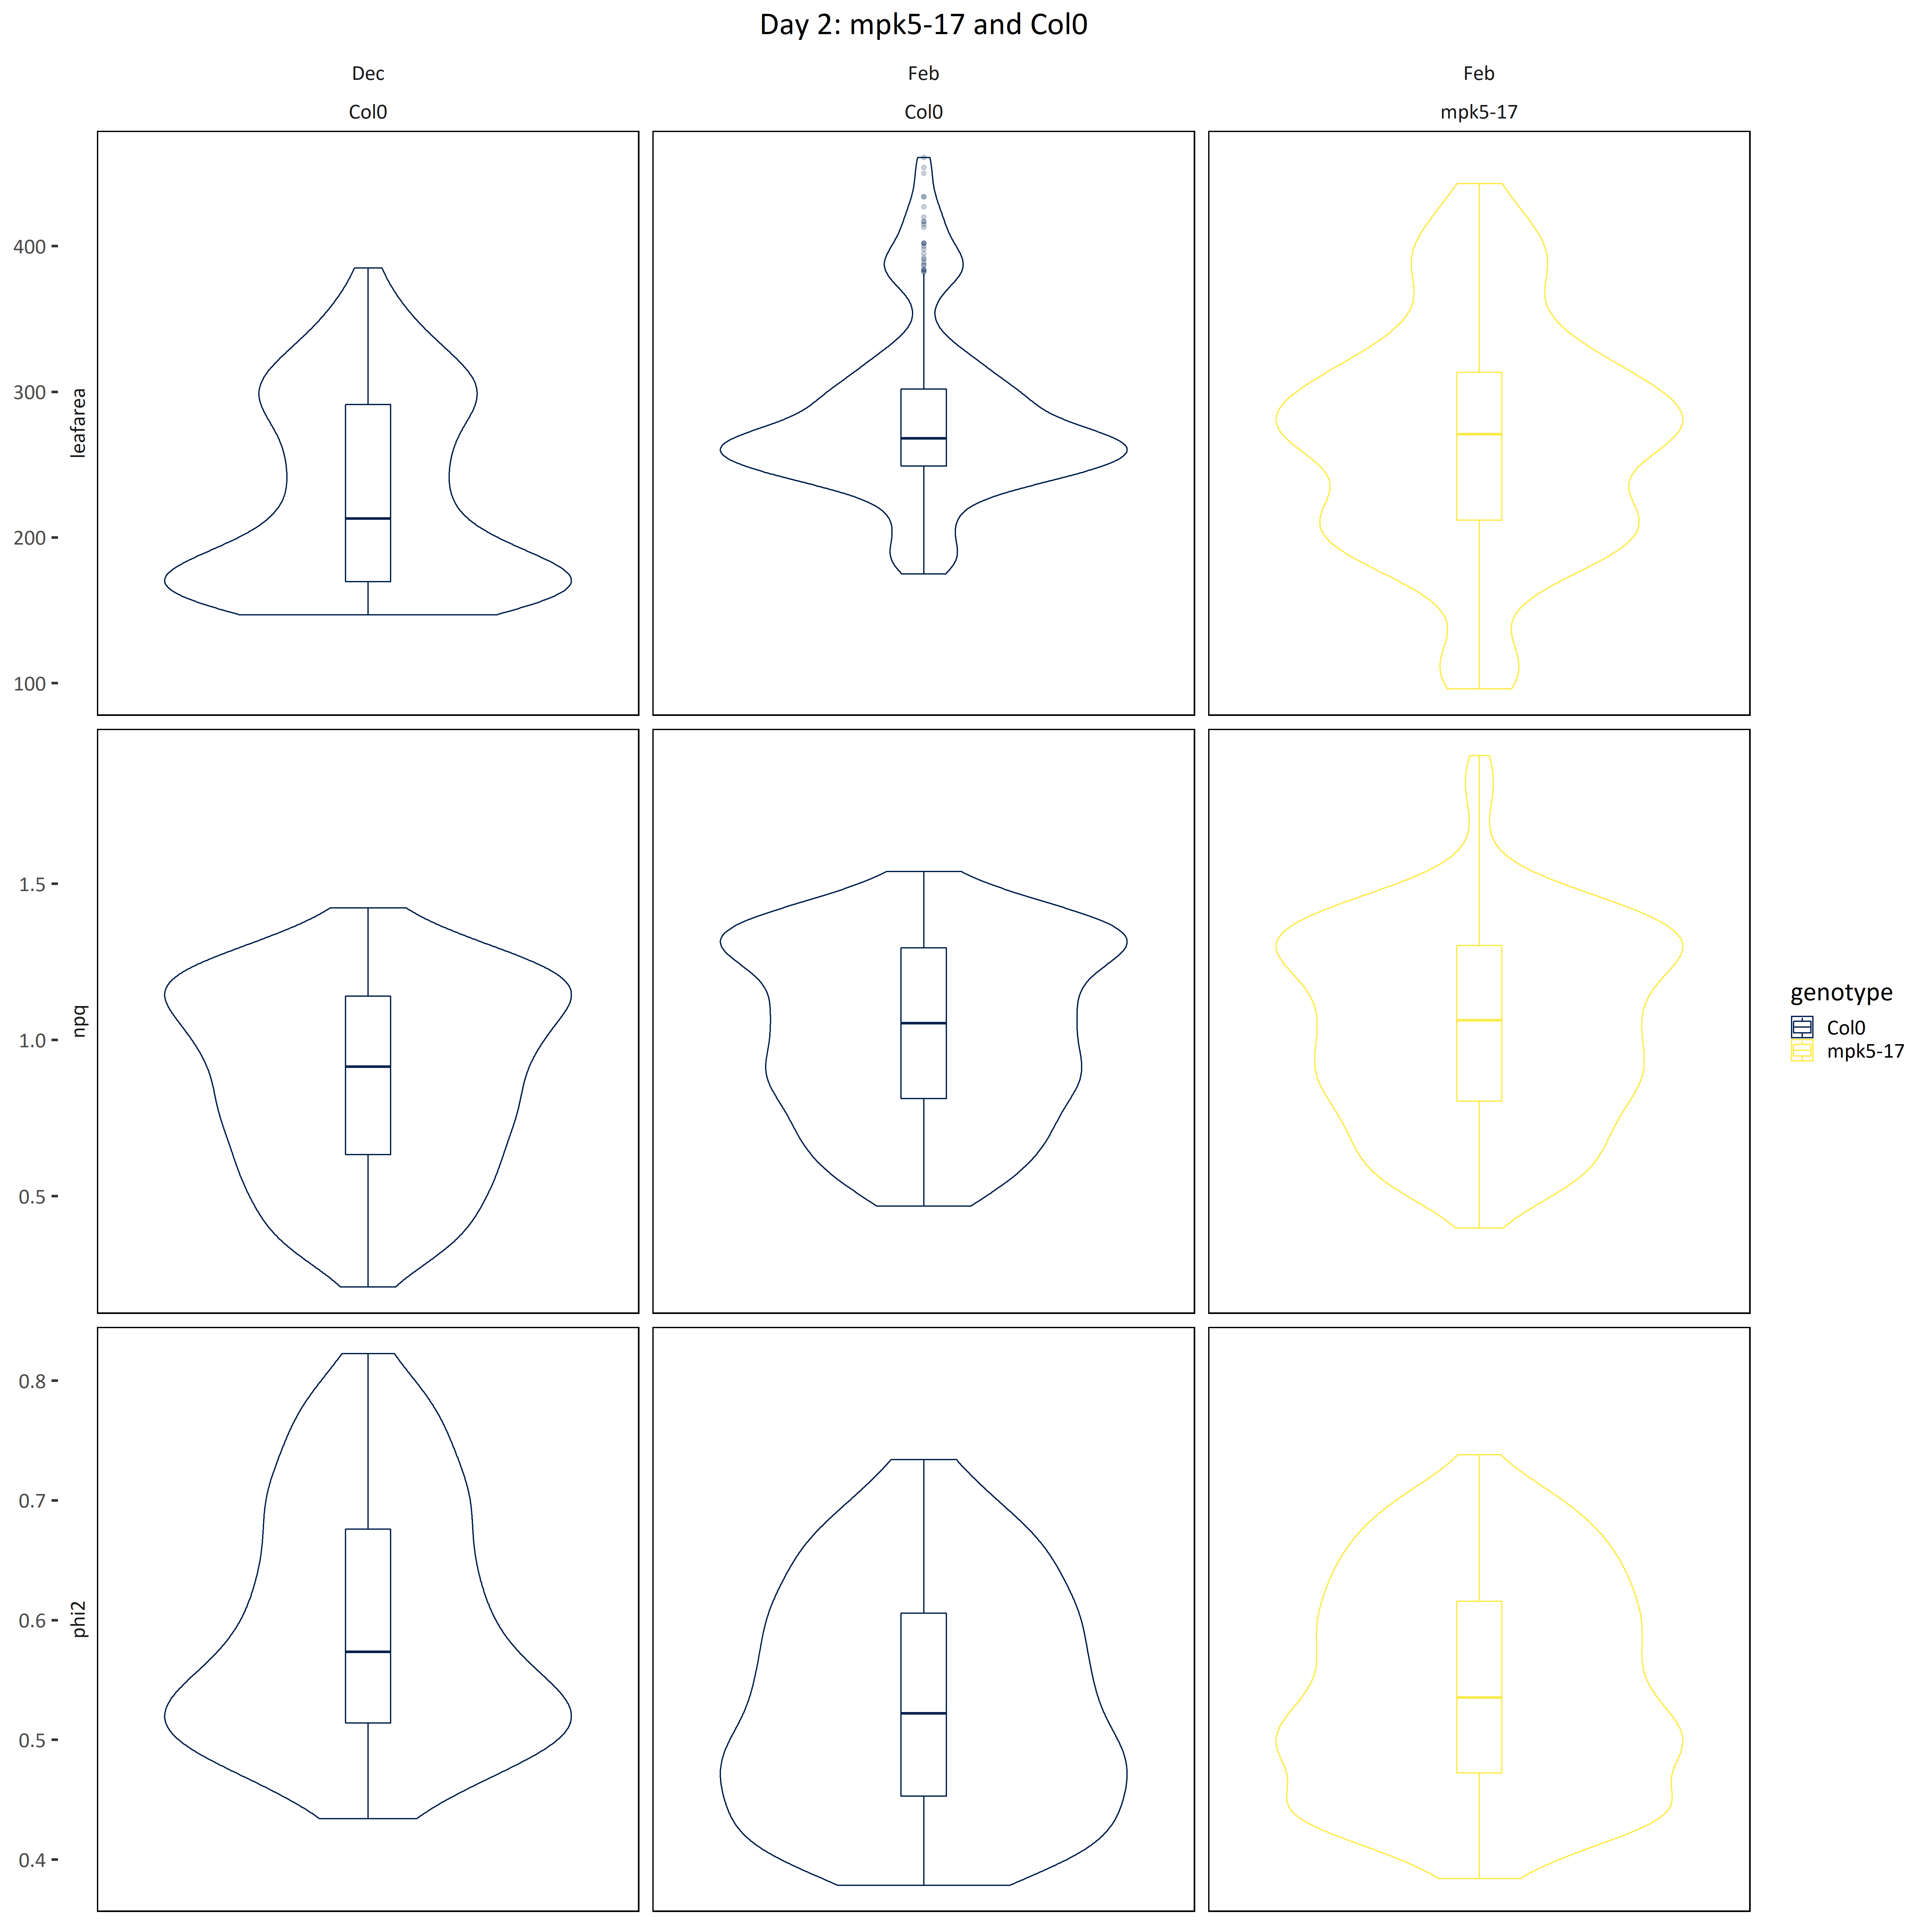 Day 2: mpk5-17 and Col0
Dec
Feb
Feb
Col0
Col0
mpk5-17
400
300
200
100
leafarea
1.5
1.0
0.5
npq
0.8
0.7
0.6
0.5
0.4
phi2
genotype
Col0
mpk5-17